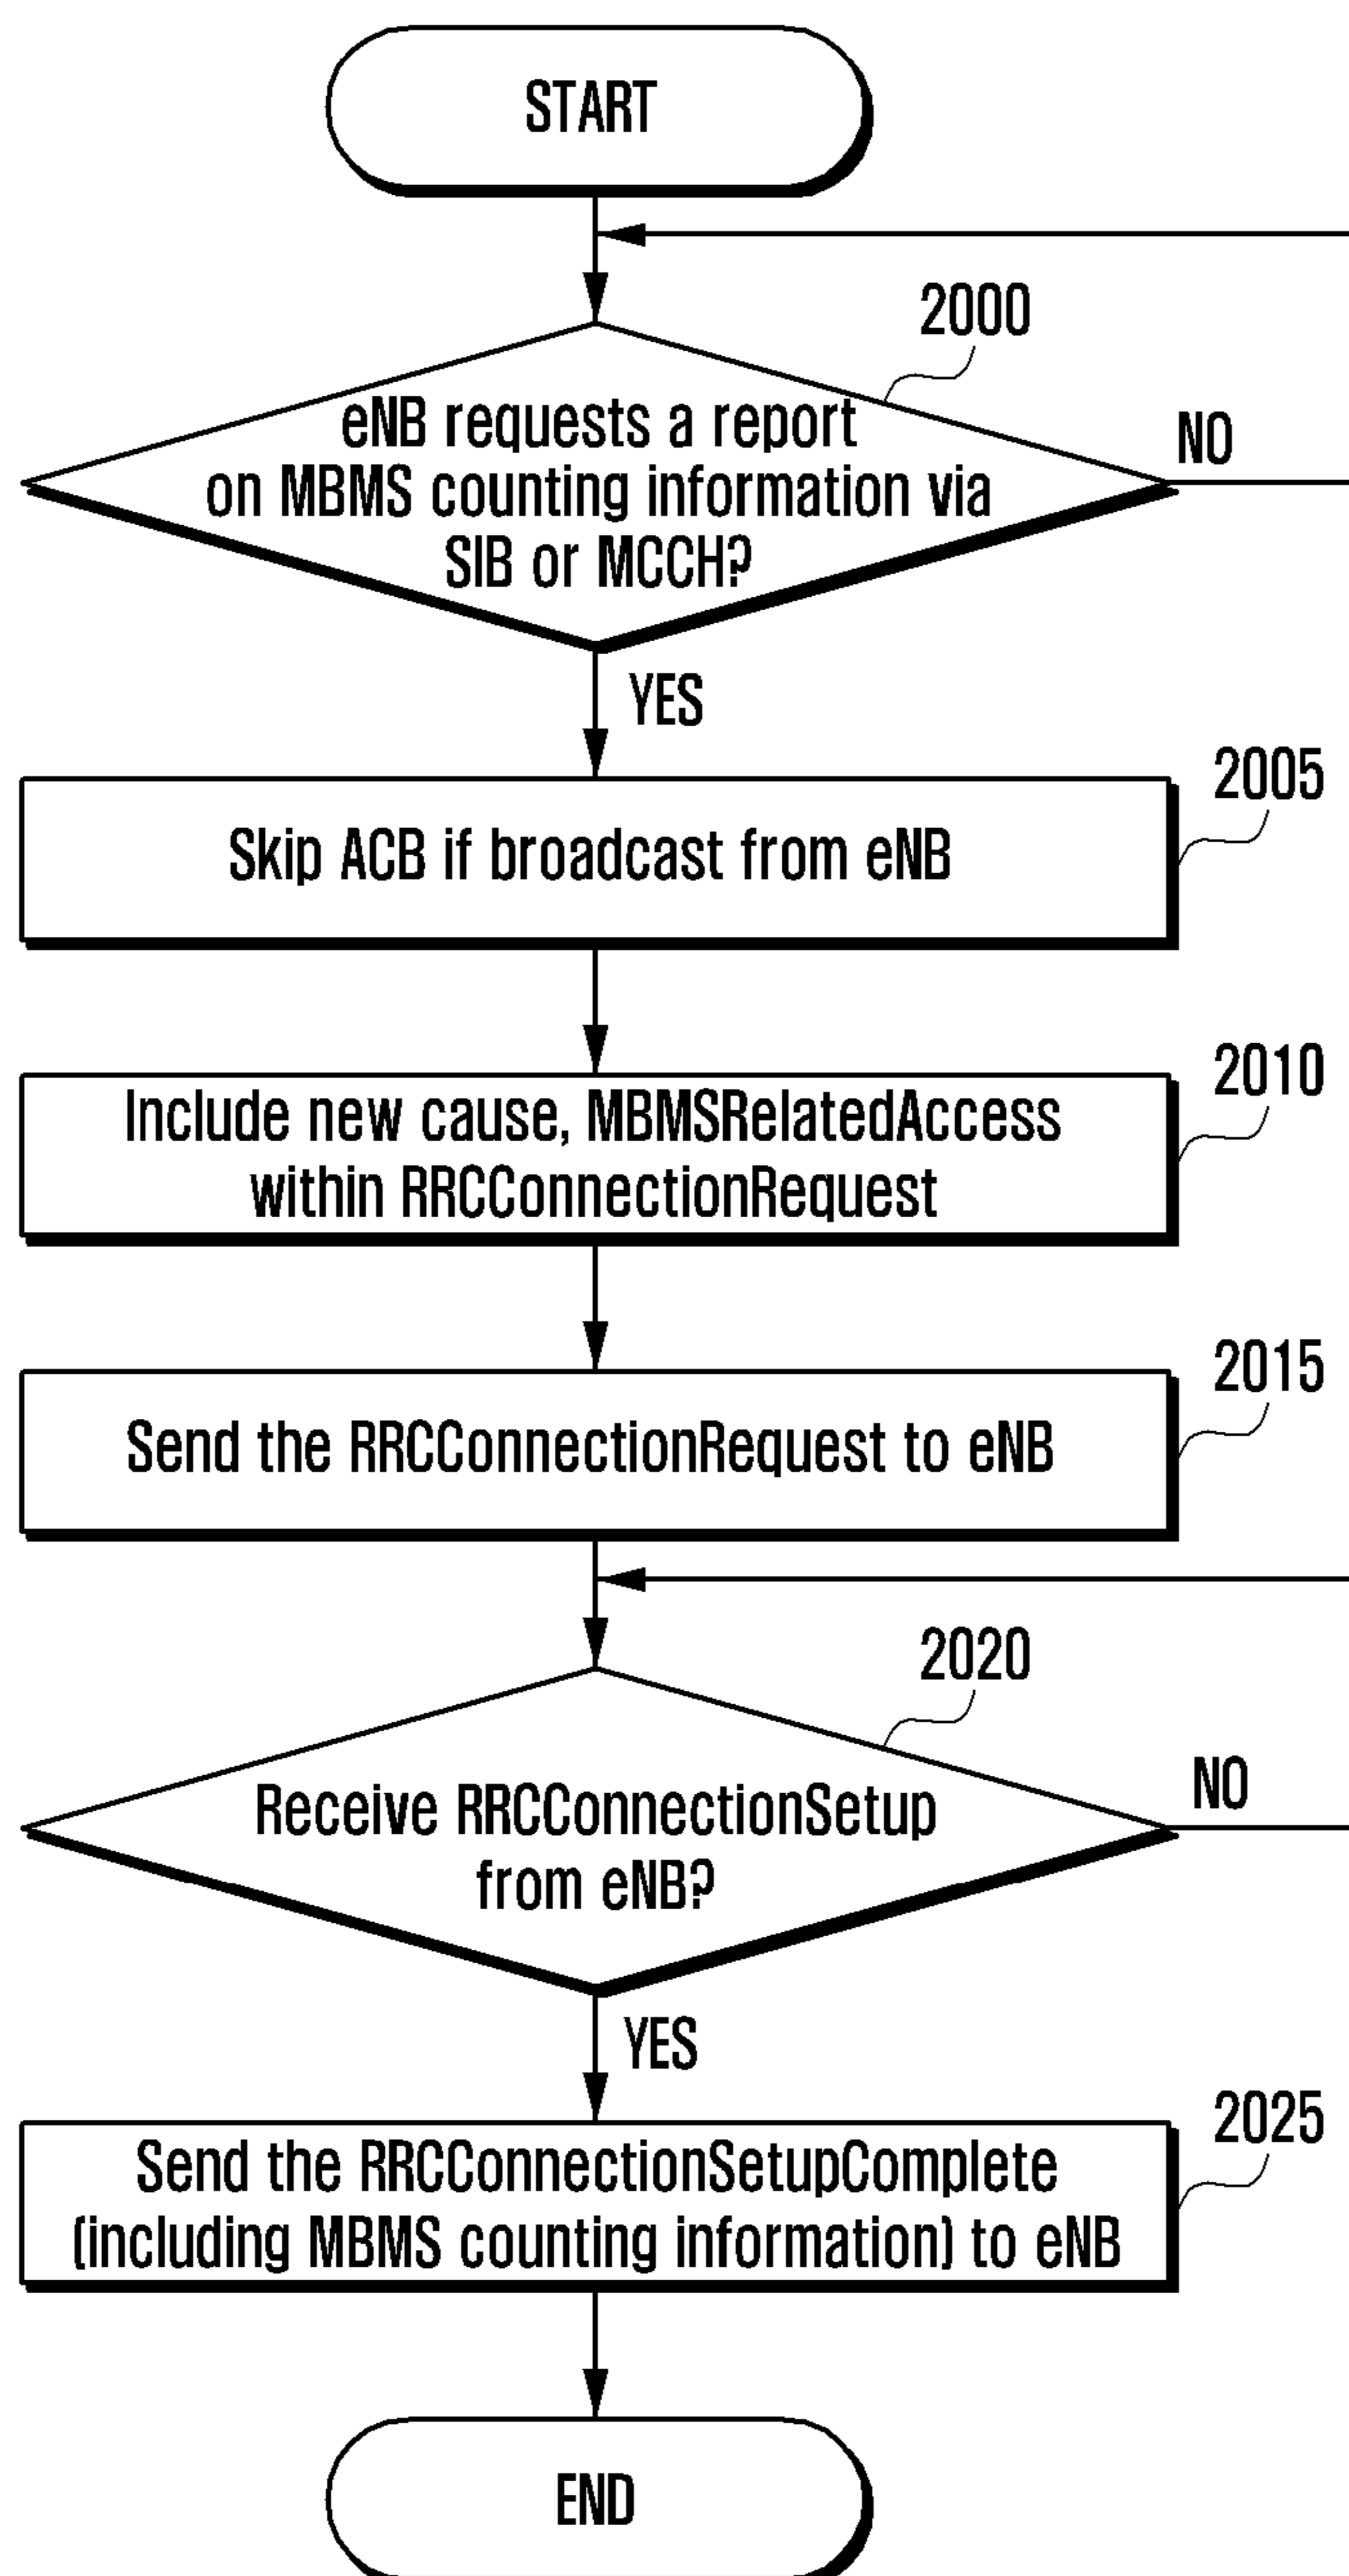 START
2000
eNB requests a report
on MBMS counting information via
SIB or MCCH?
NO
YES
2005
Skip ACB if broadcast from eNB
2010
Include new cause, MBMSRelatedAccess
within RRCConnectionRequest
2015
Send the RRCConnectionRequest to eNB
2020
Receive RRCConnectionSetup
from eNB?
NO
YES
2025
Send the RRCConnectionSetupComplete
(including MBMS counting information) to eNB
END